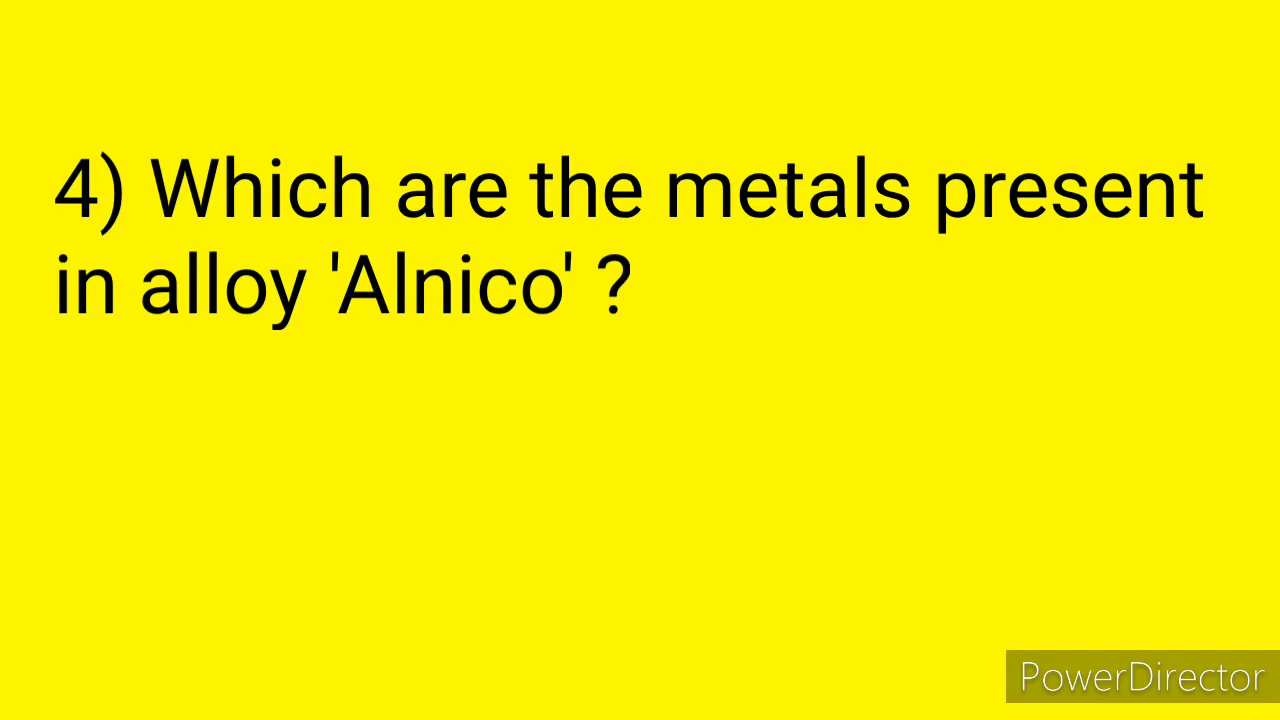 4) Which are the metals present
in alloy 'Alnico' ?
PowerDirector